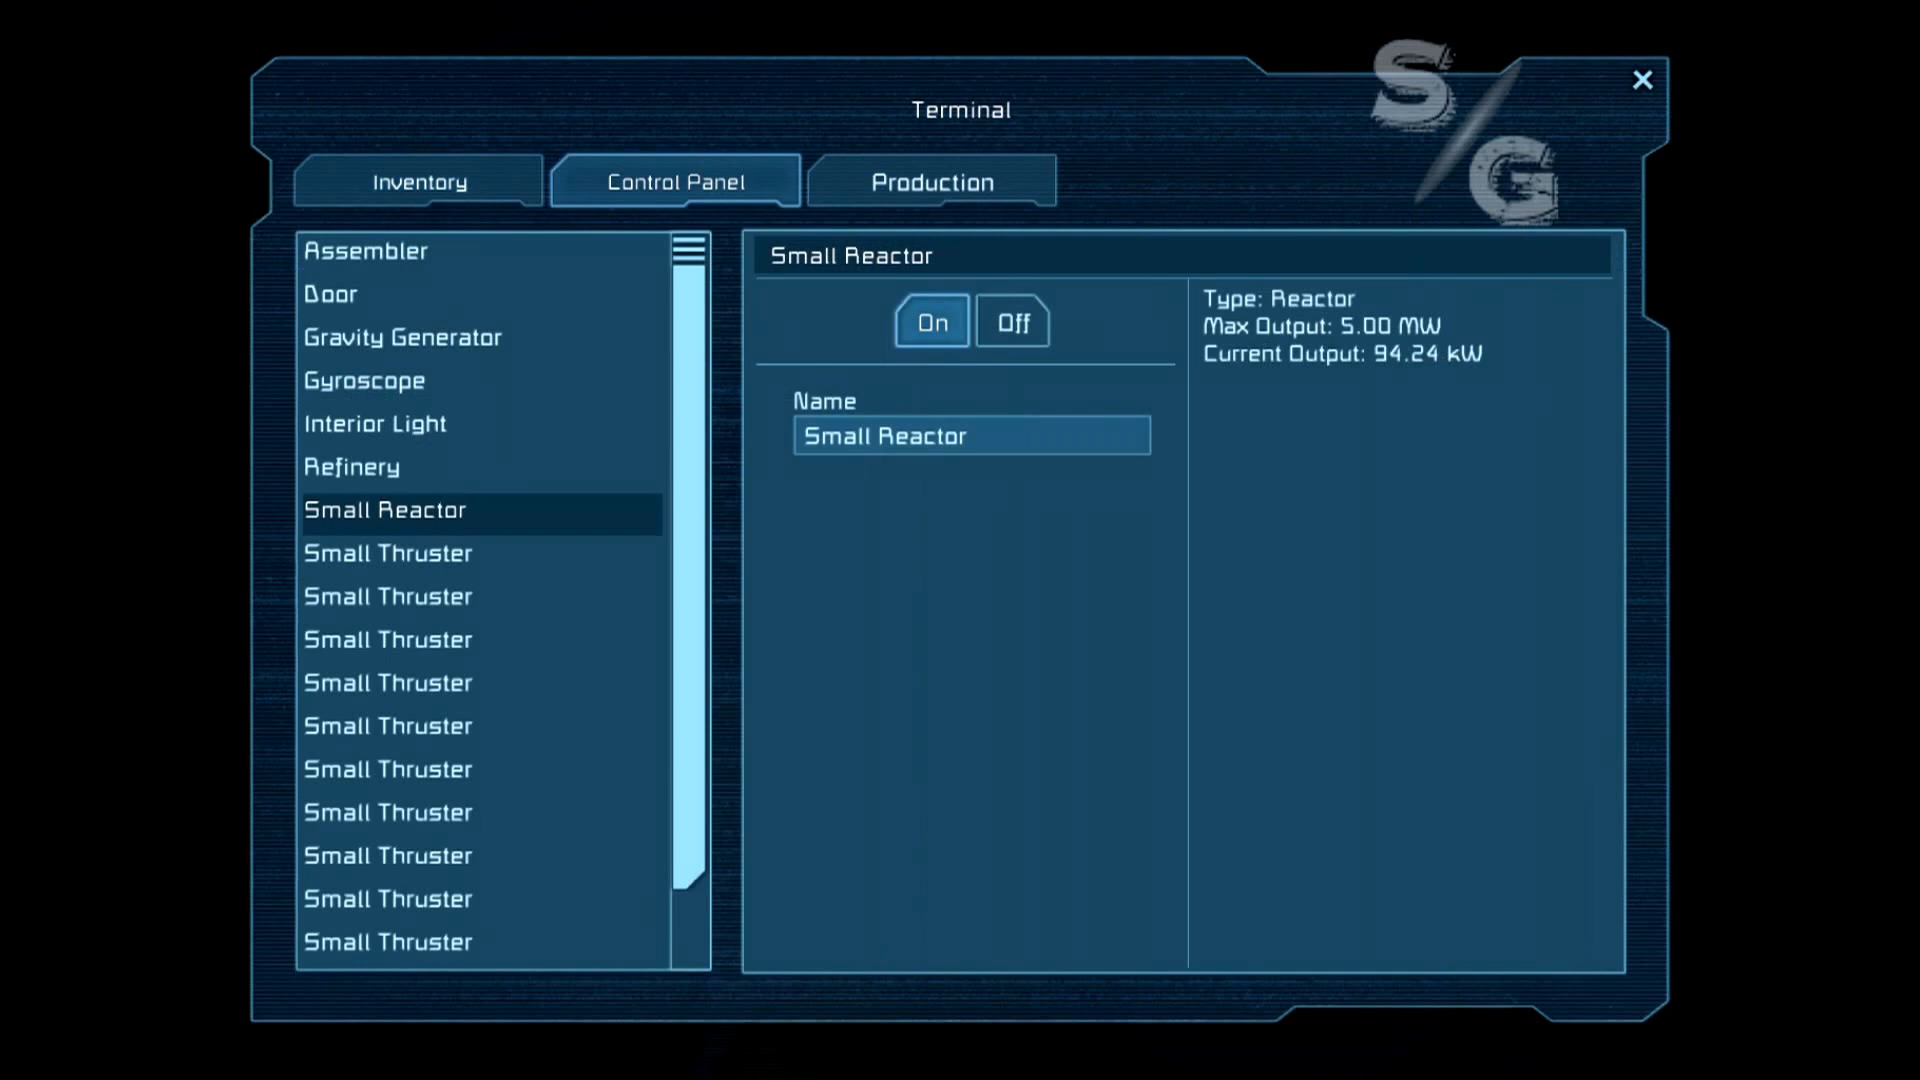 S/G
Terminal
Inventory
Control Panel
Production
Assembler
Door
Gravity Generator
Gyroscope
Interior Light
Refinery
Small Reactor
Small Thruster
Small Thruster
Small Thruster
Small Thruster
Small Thruster
Small Thruster
Small Thruster
Small Thruster
Small Thruster
Small Thruster
Small Reactor
On
Off
Name
Small Reactor
Type: Reactor
Max Output: 5.00 MW
Current Output: 94.24 kW